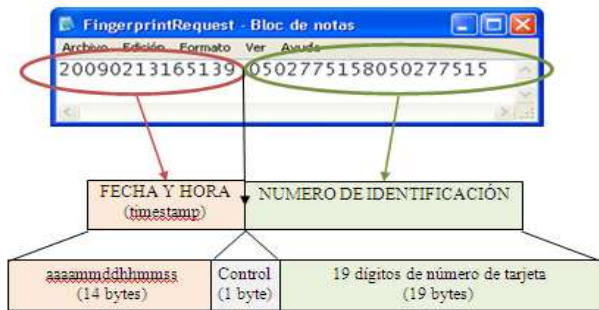 FingerprintRequest - Bloc de notas
Archivo Edición Formato Ver Ayuda
20090213165139 0502775158050277515
FECHA Y HORA
(timestamp)
NUMERO DE IDENTIFICACIÓN
aaaammddhhmmss
(14 bytes)
Control
(1 byte)
19 dígitos de número de tarjeta
(19 bytes)